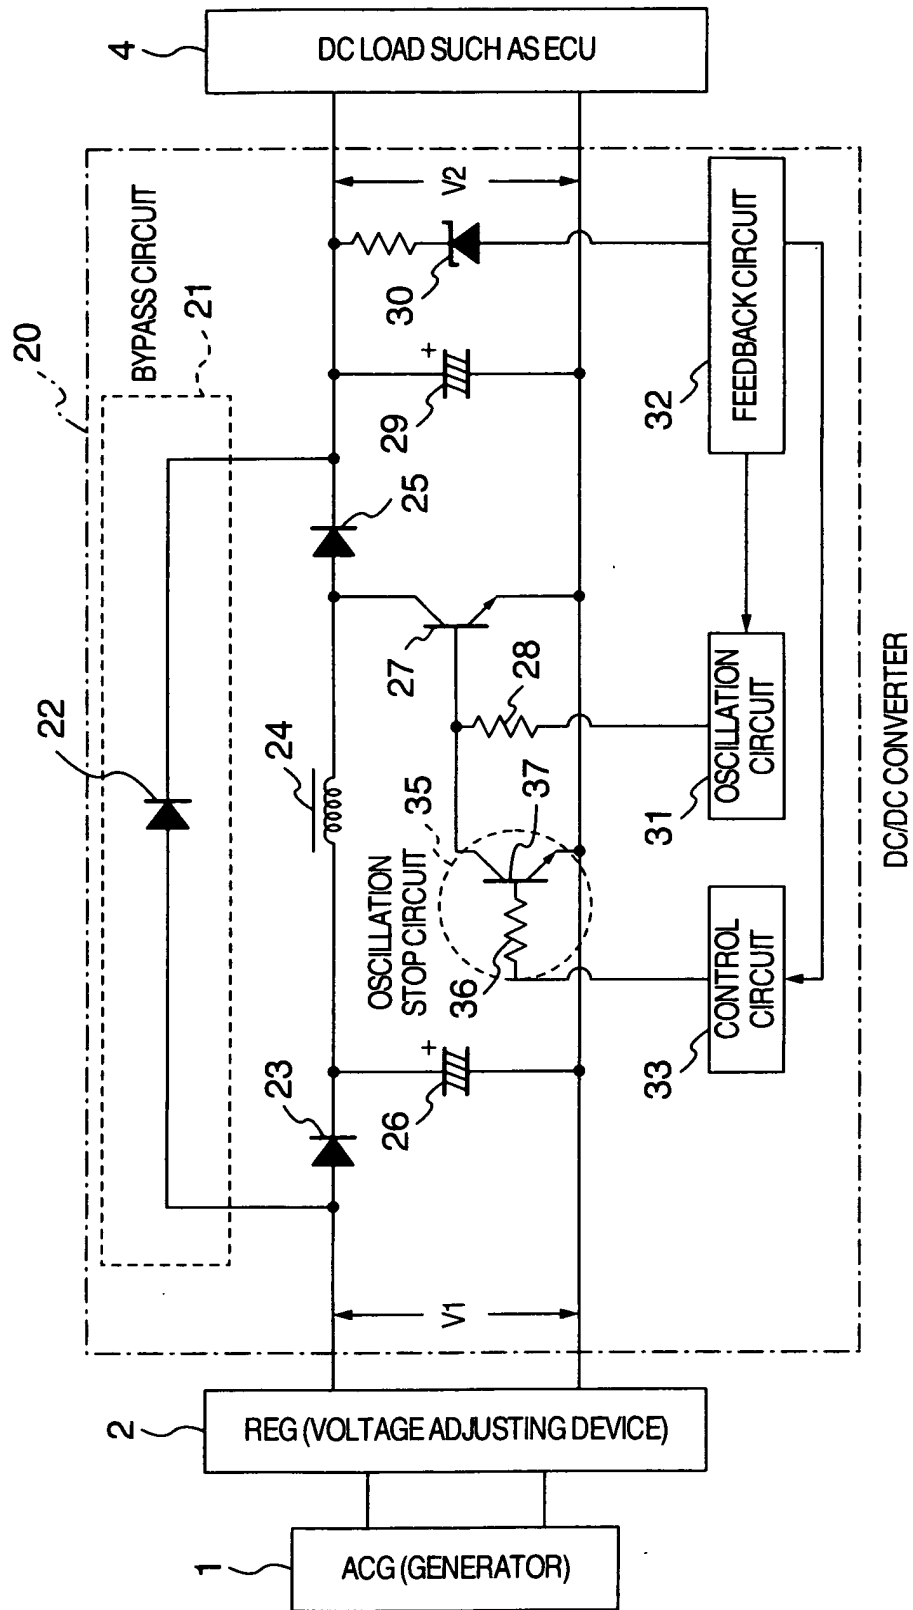 20
BYPASS CIRCUIT
21
22
23
24
25
4
DC LOAD SUCH AS ECU
V1
V2
26
+
OSCILLATION
STOP CIRCUIT
35
36
37
27
28
29
+
30
2
REG (VOLTAGE ADJUSTING DEVICE)
1
ACG (GENERATOR)
33
CONTROL
CIRCUIT
31
OSCILLATION
CIRCUIT
32
FEEDBACK CIRCUIT
DC/DC CONVERTER